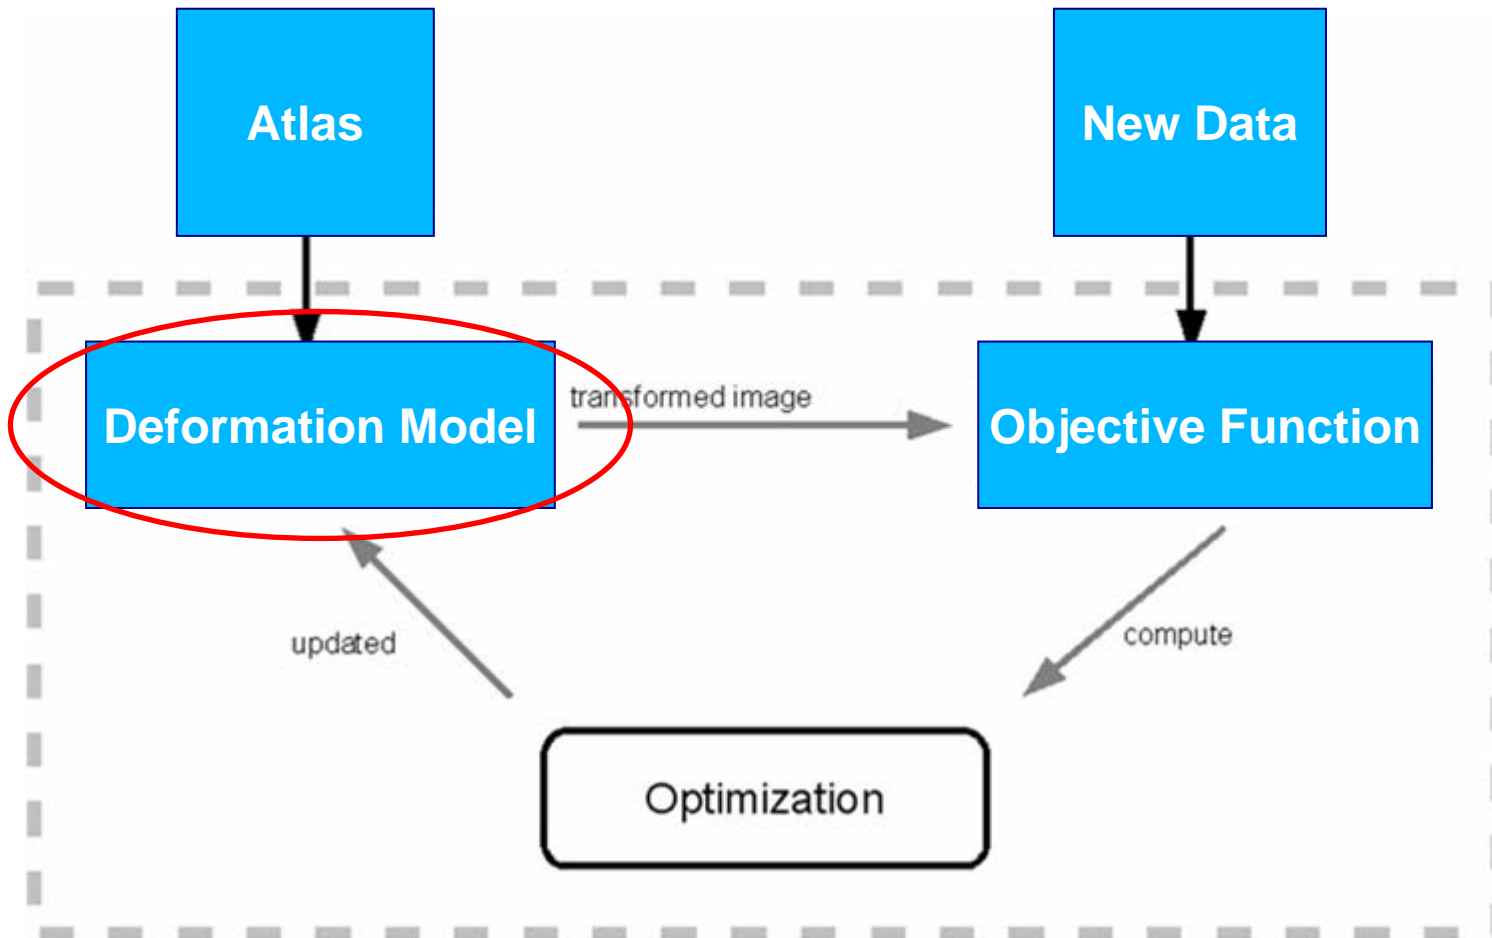 Atlas
New Data
Deformation Model
transformed image
Objective Function
updated
compute
Optimization